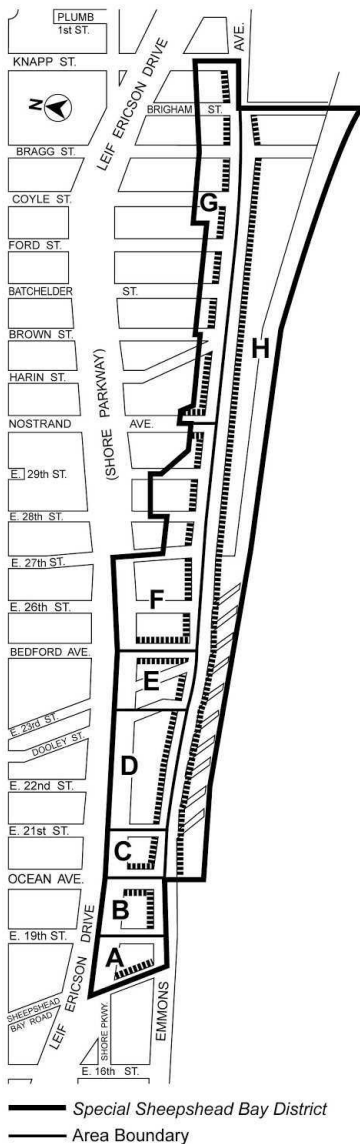 PLUMB
1st ST.
KNAPP ST.
AVE.
N
LEIF ERICSON DRIVE
BRIGHAM ST.
BRAGG ST.
COYLE ST.
G
FORD ST.
BATCHELDER ST.
BROWN ST.
H
HARIN ST.
(SHORE PARKWAY)
NOSTRAND AVE.
E. 29th ST.
E. 28th ST.
E. 27th ST.
F
E. 26th ST.
BEDFORD AVE.
E
E. 23rd ST.
DOOLEY ST.
D
E. 22nd ST.
E. 21st ST.
C
OCEAN AVE.
B
E. 19th ST.
A
LEIF ERICSON DRIVE
SHEEPSHEAD
BAY ROAD
SHORE PKWY.
EMMONS
E. 16th ST.
Special Sheepshead Bay District
Area Boundary